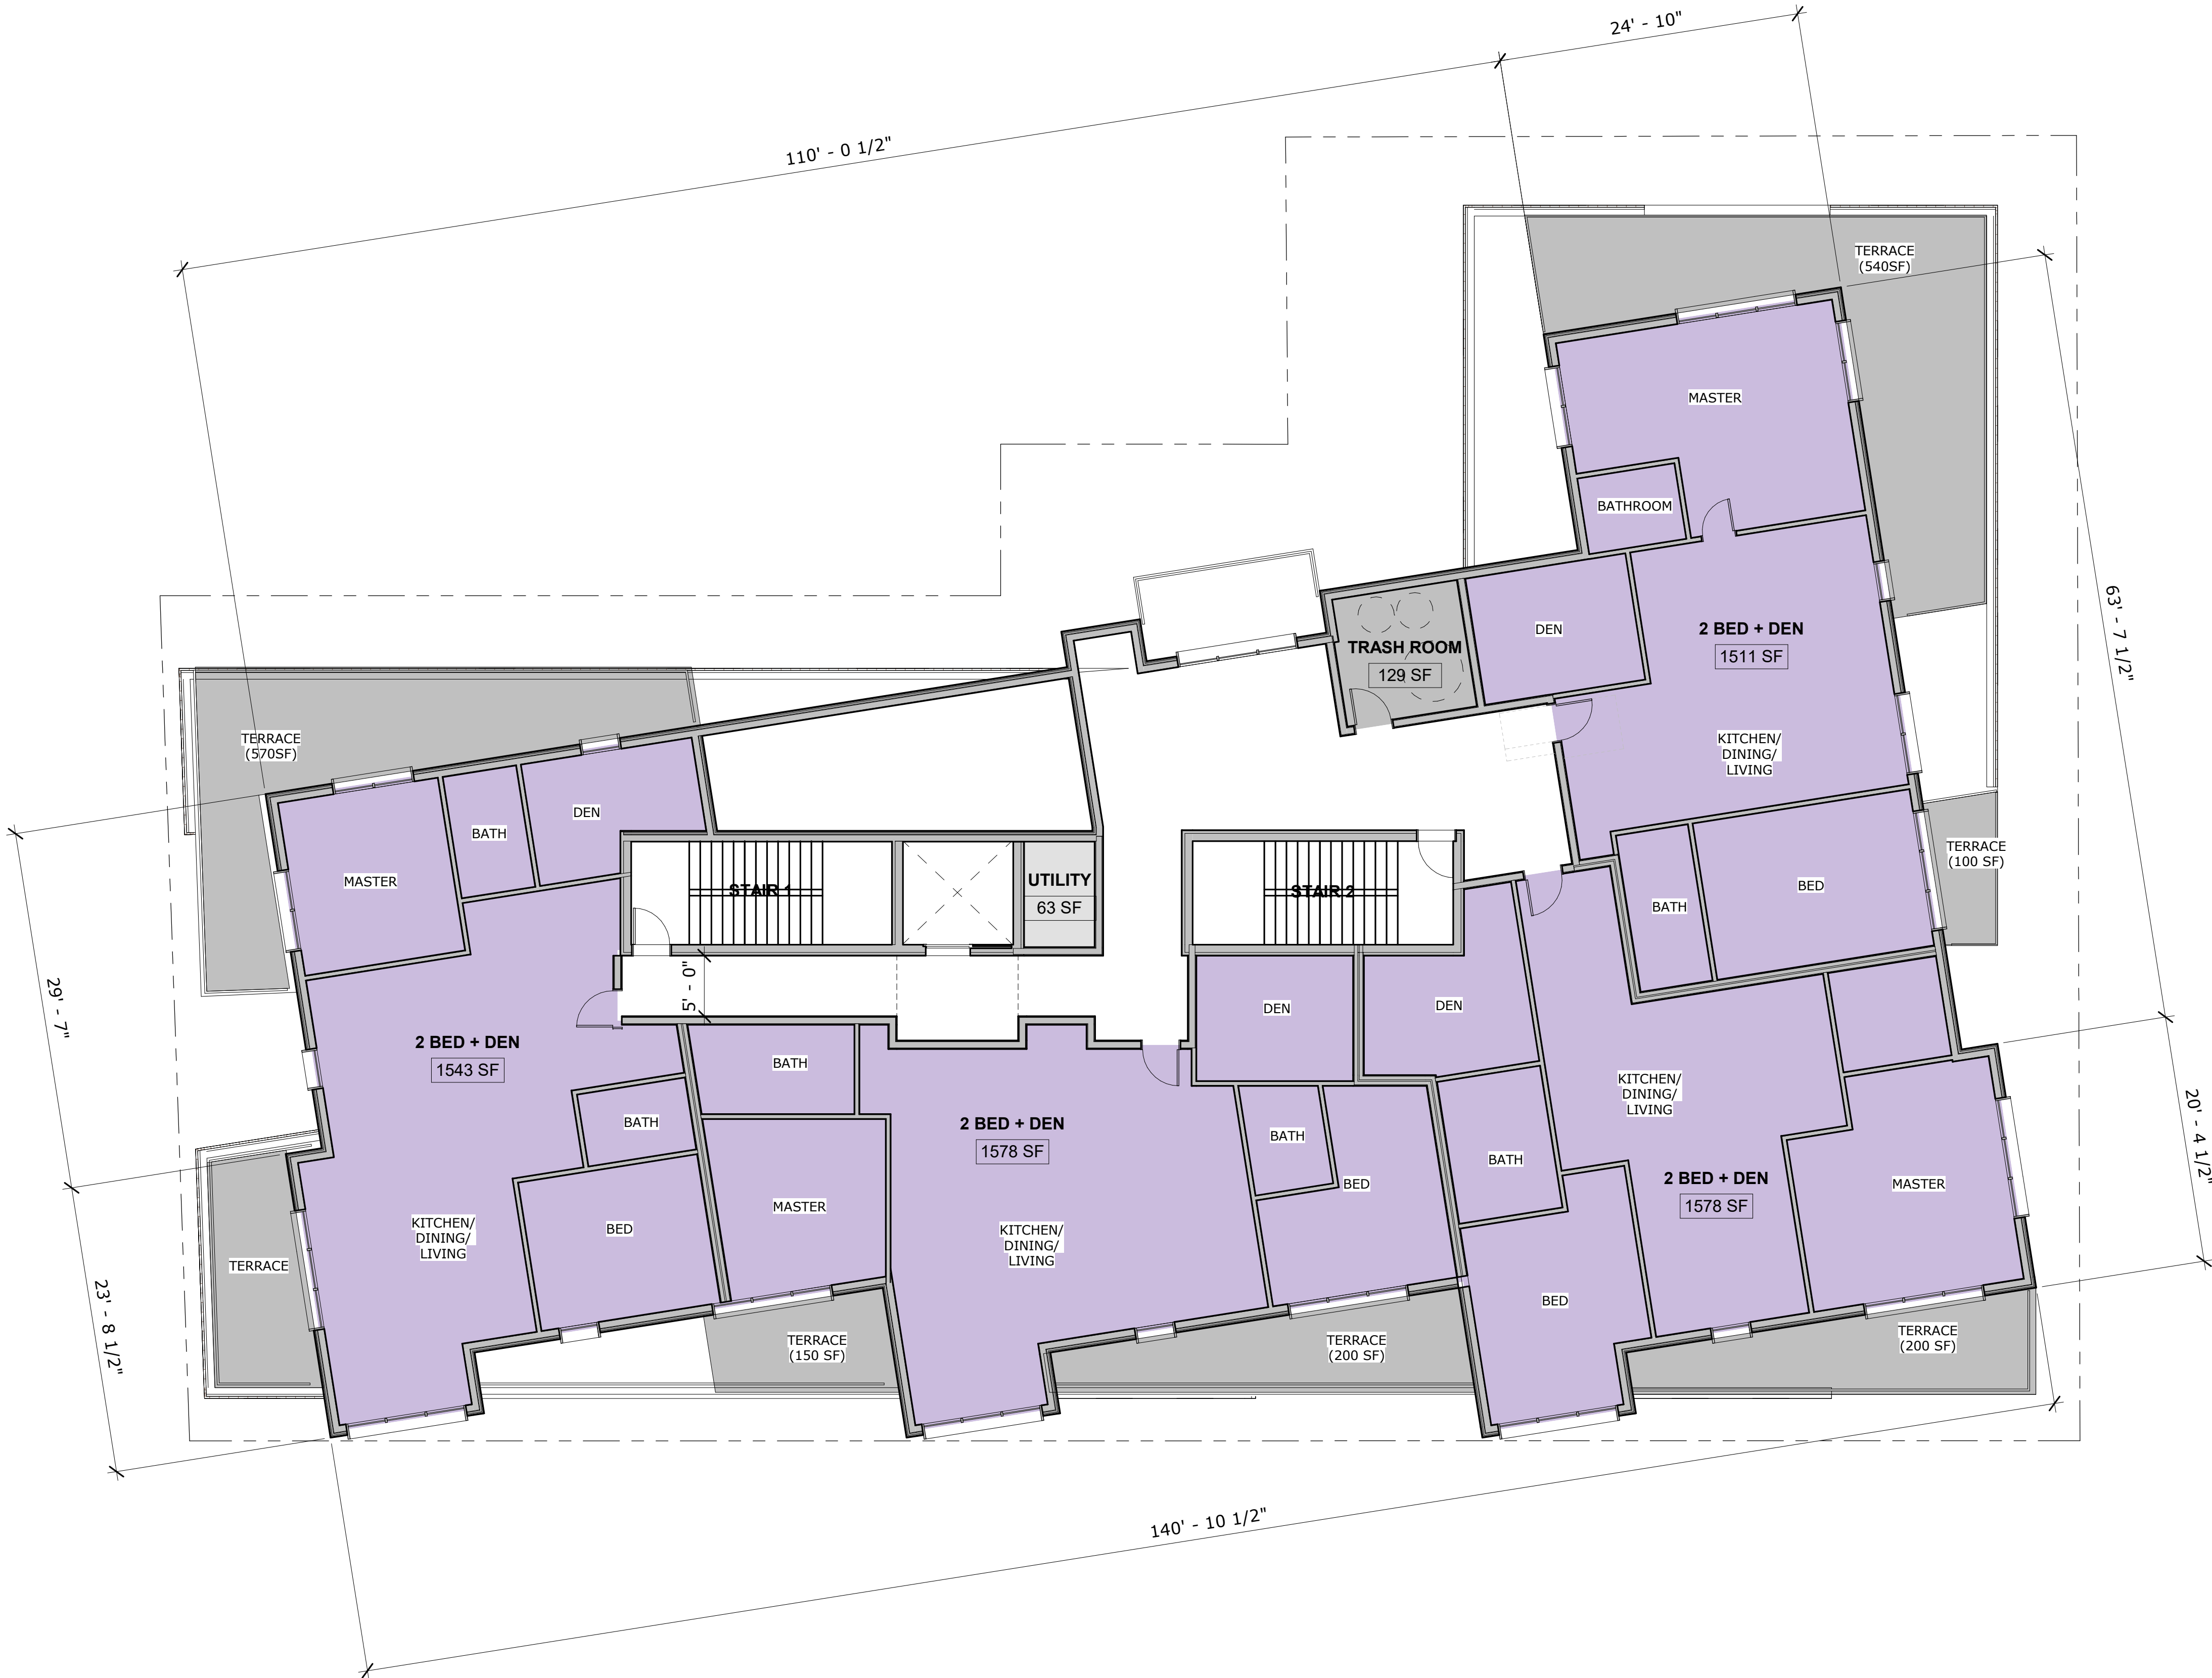 24' - 10"
110' - 0 1/2"
TERRACE
(540SF)
MASTER
BATHROOM
63' - 7 1/2"
DEN
2 BED + DEN
1511 SF
TRASH ROOM
129 SF
KITCHEN/
DINING/
LIVING
TERRACE
(570SF)
DEN
BATH
MASTER
TERRACE
(100 SF)
STAIR 1
UTILITY
63 SF
STAIR 2
BED
BATH
5' - 0"
DEN
DEN
29' - 7"
2 BED + DEN
1543 SF
BATH
KITCHEN/
DINING/
LIVING
BATH
2 BED + DEN
1578 SF
BATH
BATH
20' - 4 1/2"
2 BED + DEN
1578 SF
MASTER
BED
MASTER
KITCHEN/
DINING/
LIVING
BED
KITCHEN/
DINING/
LIVING
TERRACE
BED
23' - 8 1/2"
TERRACE
(150 SF)
TERRACE
(200 SF)
TERRACE
(200 SF)
140' - 10 1/2"